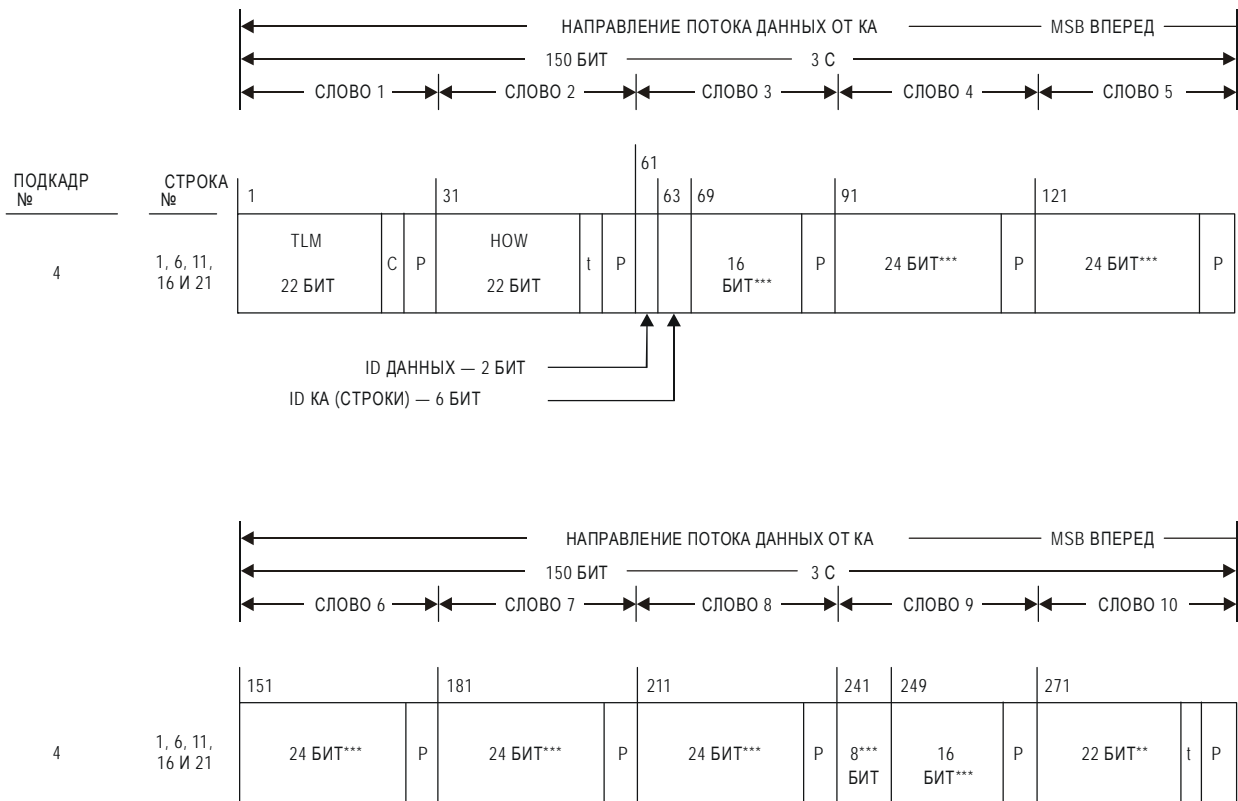 НАПРАВЛЕНИЕ ПОТОКА ДАННЫХ ОТ КА MSB ВПЕРЕД
150 БИТ 3 С
СЛОВО 1 СЛОВО 2 СЛОВО 3 СЛОВО 4 СЛОВО 5
ПОДКАДР №
СТРОКА №
1 31 61 63 69 91 121
4
1, 6, 11, 16 И 21
TLM 22 БИТ C P
HOW 22 БИТ t P
16 БИТ*** P
24 БИТ*** P
24 БИТ*** P
ID ДАННЫХ — 2 БИТ
ID КА (СТРОКИ) — 6 БИТ
НАПРАВЛЕНИЕ ПОТОКА ДАННЫХ ОТ КА MSB ВПЕРЕД
150 БИТ 3 С
СЛОВО 6 СЛОВО 7 СЛОВО 8 СЛОВО 9 СЛОВО 10
151 181 211 241 249 271
4
1, 6, 11, 16 И 21
24 БИТ*** P
24 БИТ*** P
24 БИТ*** P
8*** БИТ
16 БИТ*** P
22 БИТ** t P